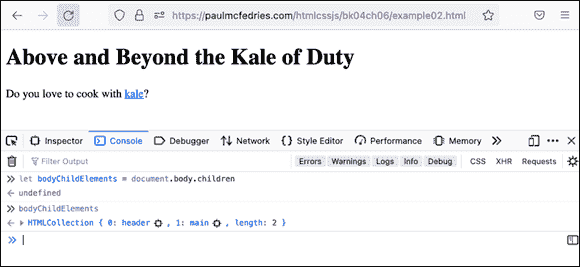 https://paulmcfedries.com/htmlcssjs/bk04ch06/example02.html
Above and Beyond the Kale of Duty
Do you love to cook with kale?
Inspector Console Debugger Network {} Style Editor Performance Memory >>
Filter Output Errors Warnings Logs Info Debug CSS XHR Requests
>> let bodyChildElements = document.body.children
← undefined
>> bodyChildElements
← ▶ HTMLCollection { 0: header , 1: main , length: 2 }
>>